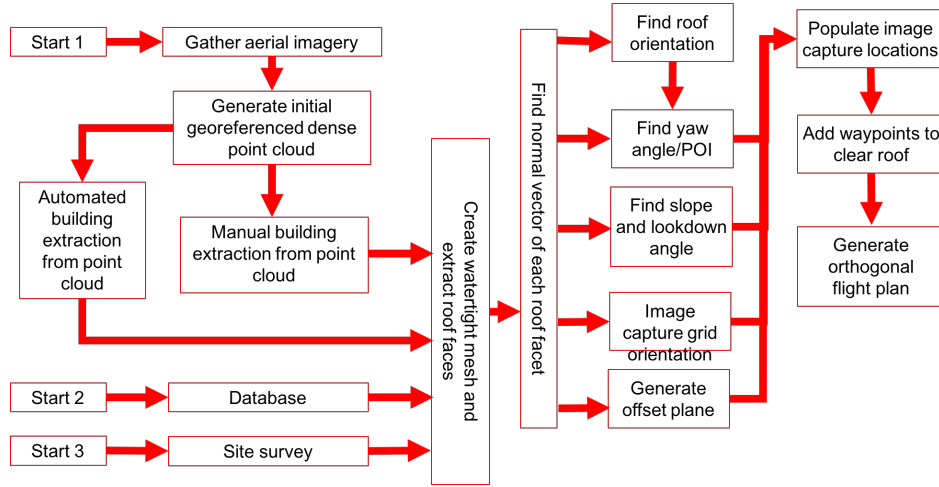 Start 1
Gather aerial imagery
Generate initial
georeferenced dense
point cloud
Automated
building
extraction
from point
cloud
Manual building
extraction from point
cloud
Start 2
Database
Start 3
Site survey
Create watertight mesh and
extract roof faces
Find normal vector of each roof facet
Find roof
orientation
Find yaw
angle/POI
Find slope
and lookdown
angle
Image
capture grid
orientation
Generate
offset plane
Populate image
capture locations
Add waypoints to
clear roof
Generate
orthogonal
flight plan